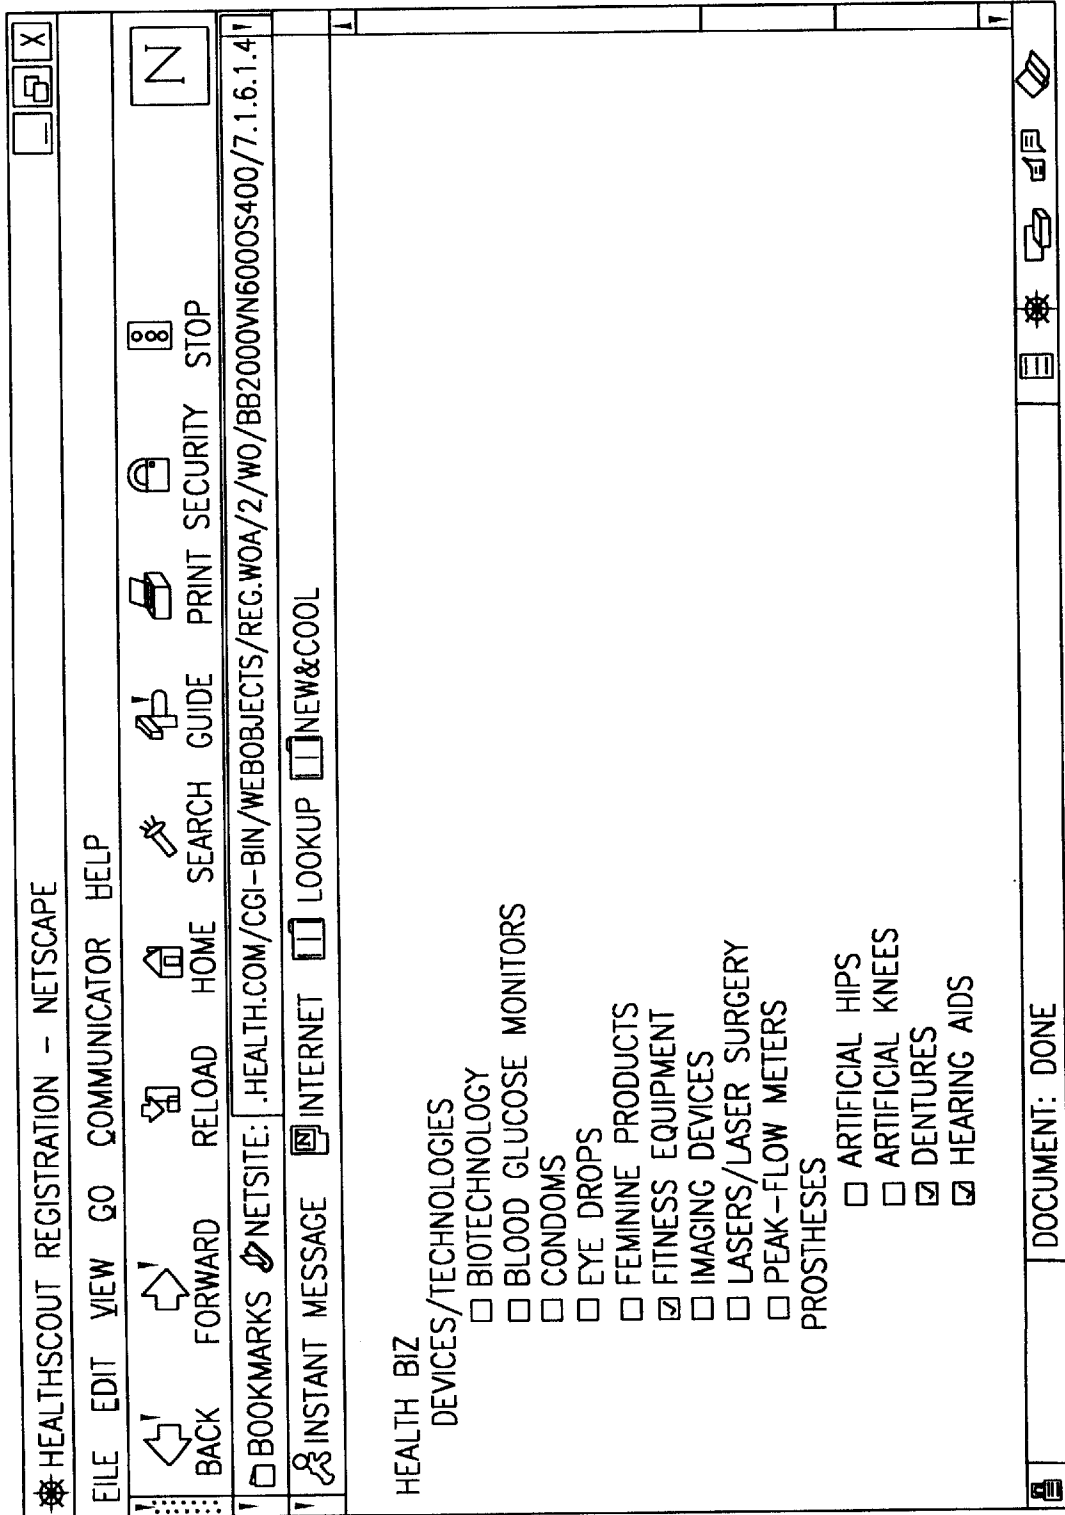 HEALTHSCOUT REGISTRATION – NETSCAPE
X
FILE EDIT VIEW GO COMMUNICATOR HELP
BACK FORWARD RELOAD HOME SEARCH GUIDE PRINT SECURITY STOP
N
BOOKMARKS NETSITE: .HEALTH.COM/CGI-BIN/WEBOBJECTS/REG.WOA/2/WO/BB2000VN6000S400/7.1.6.1.4
INSTANT MESSAGE N INTERNET LOOKUP NEW&COOL
HEALTH BIZ
DEVICES/TECHNOLOGIES
BIOTECHNOLOGY
BLOOD GLUCOSE MONITORS
CONDOMS
EYE DROPS
FEMININE PRODUCTS
FITNESS EQUIPMENT
IMAGING DEVICES
LASERS/LASER SURGERY
PEAK-FLOW METERS
PROSTHESES
ARTIFICIAL HIPS
ARTIFICIAL KNEES
DENTURES
HEARING AIDS
DOCUMENT: DONE